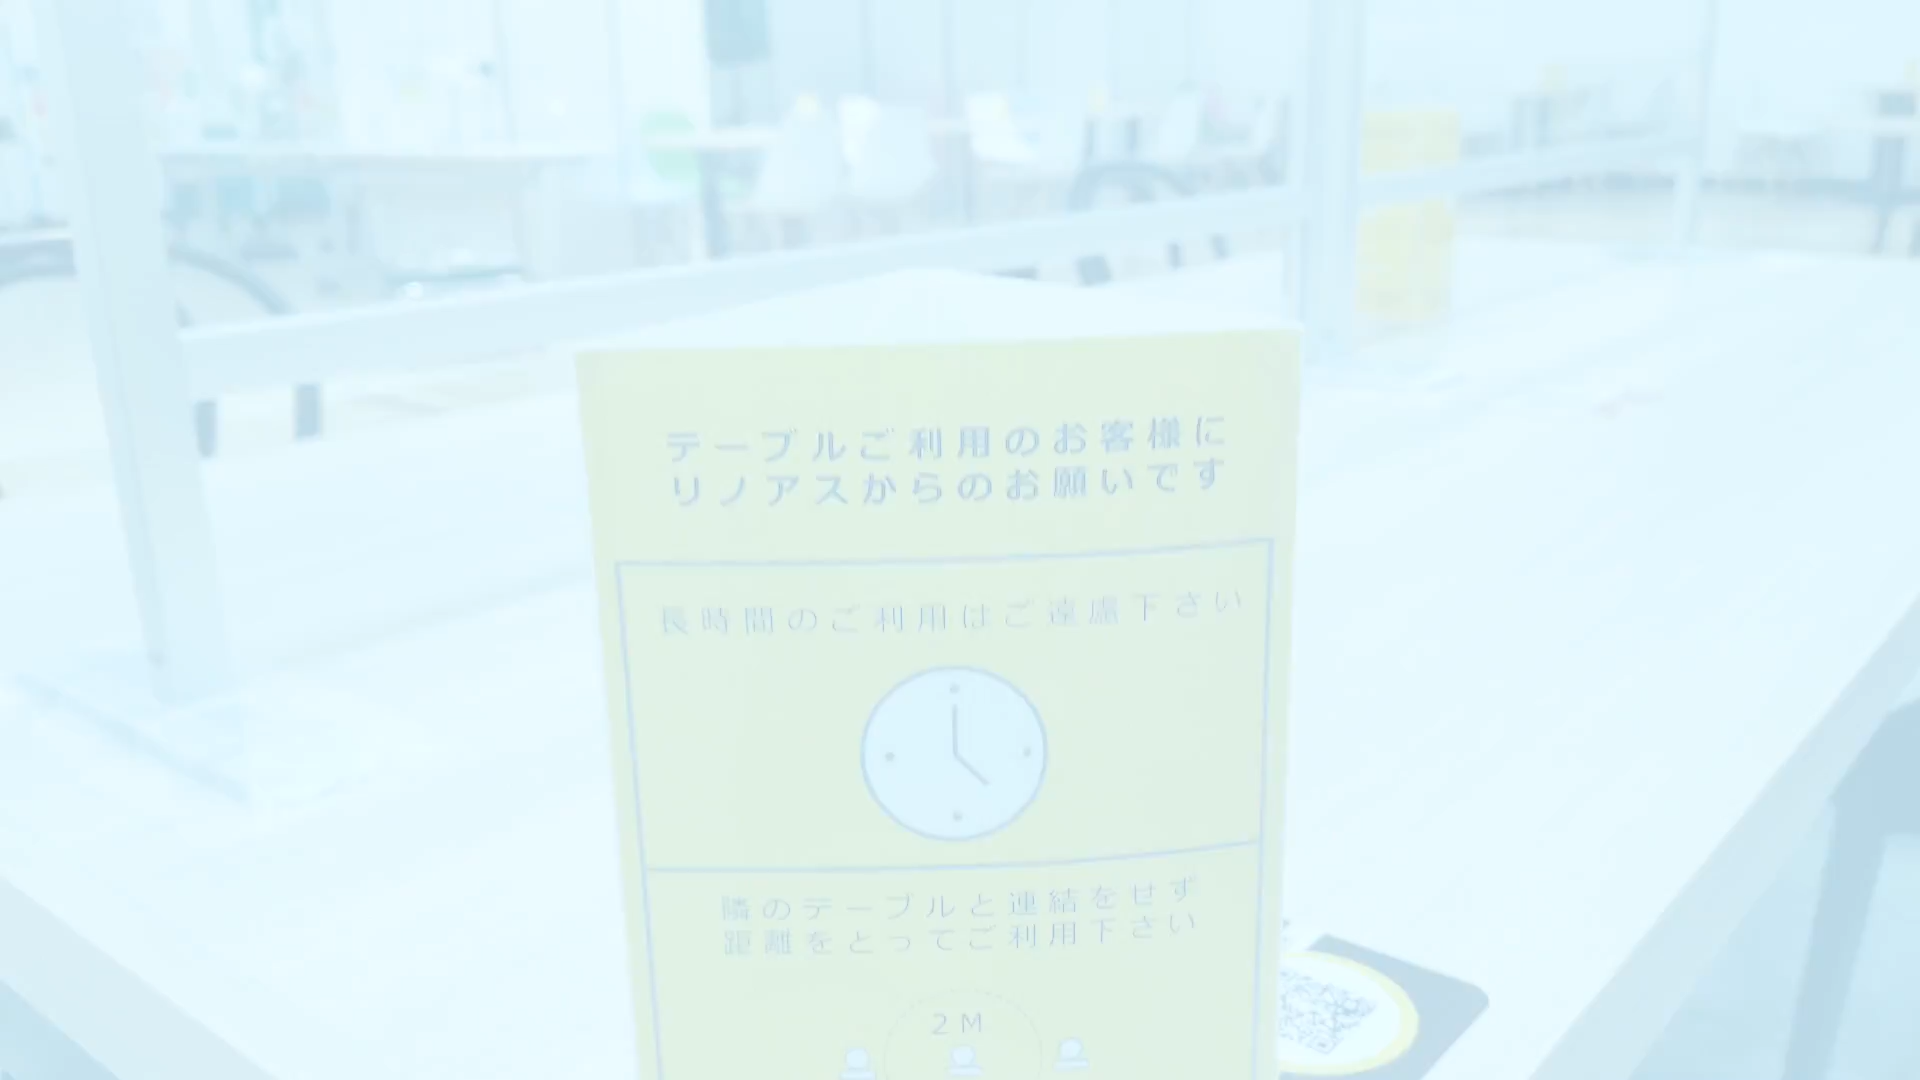 テーブルご利用のお客様に
リノアスからのお願いです
長時間のご利用はご遠慮下さい
隣のテーブルと連結をせず
距離をとってご利用下さい
2M